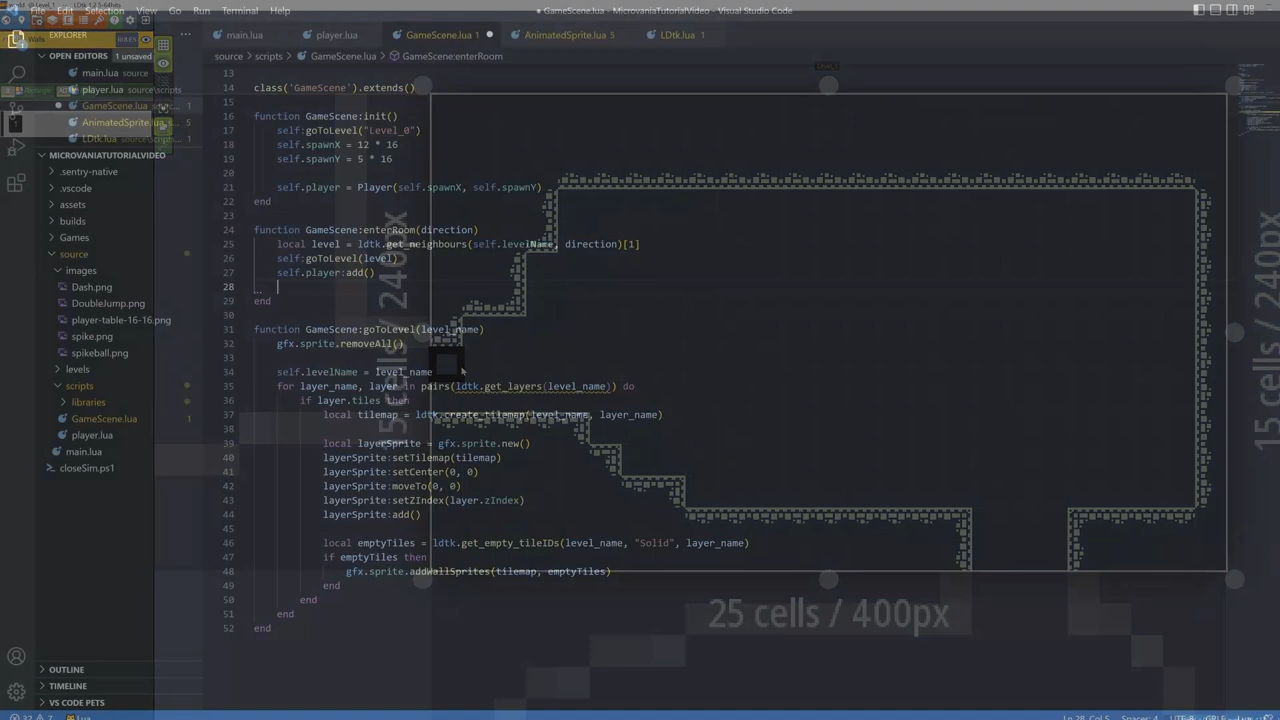 File Edit Selection View Go Run Terminal Help
● GameScene.lua - MicrovaniaTutorialVideo - Visual Studio Code
EXPLORER
Walls
RULES
main.lua
player.lua
GameScene.lua 1
AnimatedSprite.lua 5
LDtk.lua 1
source > scripts > GameScene.lua > GameScene:enterRoom
OPEN EDITORS 1 unsaved
main.lua source
player.lua source\scripts
GameScene.lua 1
AnimatedSprite.lua 5
LDtk.lua source\scripts 1
MICROVANIATUTORIALVIDEO
.sentry-native
.vscode
assets
builds
Games
source
images
Dash.png
DoubleJump.png
player-table-16-16.png
spike.png
spikeball.png
levels
scripts
libraries
GameScene.lua 1
player.lua
main.lua
closeSim.ps1
OUTLINE
TIMELINE
VS CODE PETS
13
14 class('GameScene').extends()
15
16 function GameScene:init()
17 self:goToLevel("Level_0")
18 self.spawnX = 12 * 16
19 self.spawnY = 5 * 16
20
21 self.player = Player(self.spawnX, self.spawnY)
22 end
23
24 function GameScene:enterRoom(direction)
25 local level = ldtk.get_neighbours(self.levelName, direction)[1]
26 self:goToLevel(level)
27 self.player:add()
28
29 end
30
31 function GameScene:goToLevel(level_name)
32 gfx.sprite.removeAll()
33
34 self.levelName = level_name
35 for layer_name, layer in pairs(ldtk.get_layers(level_name)) do
36 if layer.tiles then
37 local tilemap = ldtk.create_tilemap(level_name, layer_name)
38
39 local layerSprite = gfx.sprite.new()
40 layerSprite:setTilemap(tilemap)
41 layerSprite:setCenter(0, 0)
42 layerSprite:moveTo(0, 0)
43 layerSprite:setZIndex(layer.zIndex)
44 layerSprite:add()
45
46 local emptyTiles = ldtk.get_empty_tileIDs(level_name, "Solid", layer_name)
47 if emptyTiles then
48 gfx.sprite.addWallSprites(tilemap, emptyTiles)
49 end
50 end
51 end
52 end
25 cells / 400px
Ln 28, Col 5